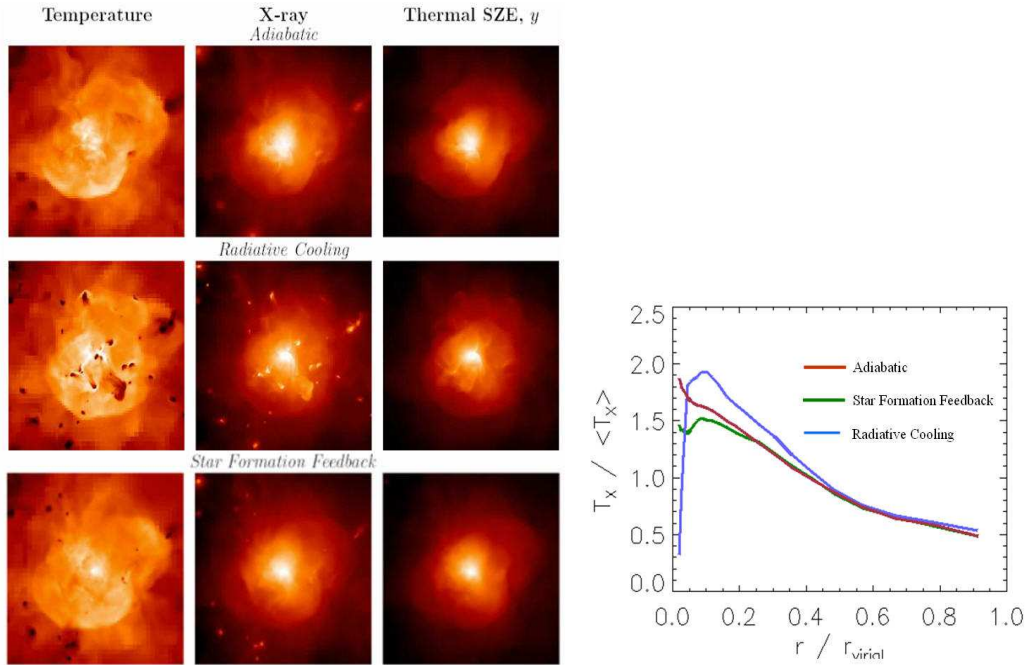 Temperature X-ray Thermal SZE, y
Adiabatic
Radiative Cooling
Star Formation Feedback
2.5
2.0
1.5
1.0
0.5
0.0
T_X / <T_X>
Adiabatic
Star Formation Feedback
Radiative Cooling
0.0 0.2 0.4 0.6 0.8 1.0
r / r_virial